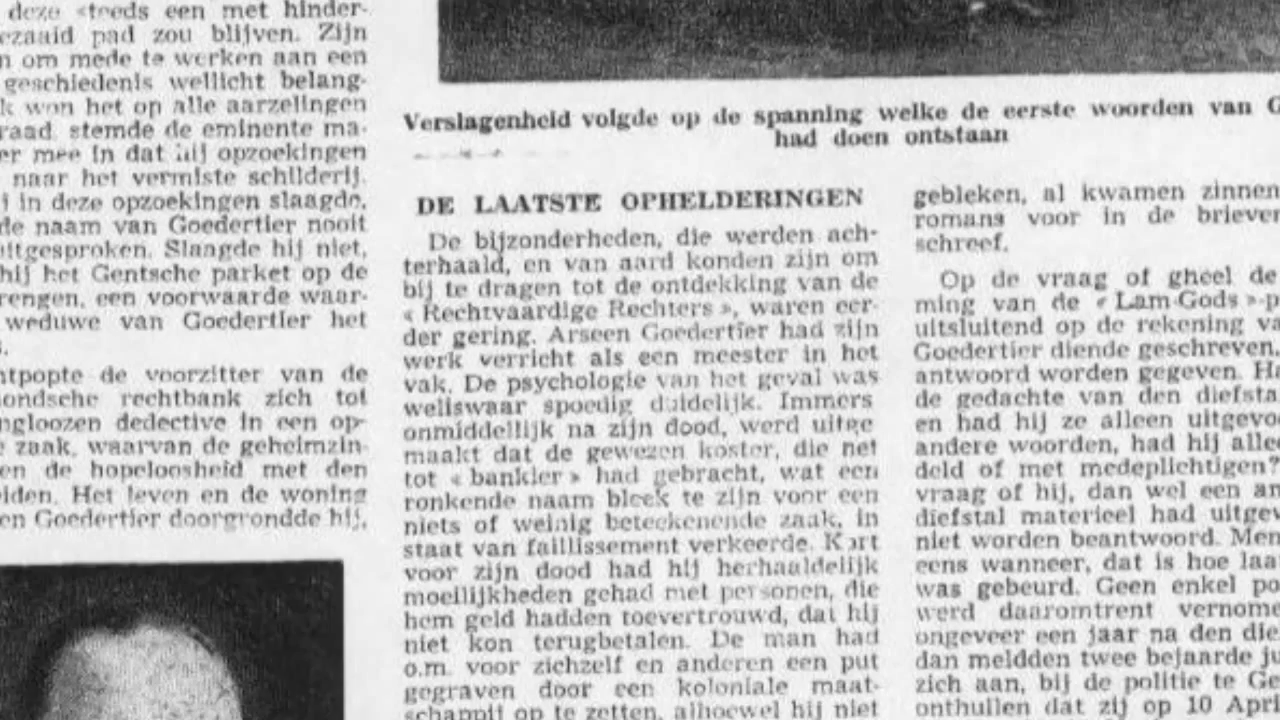 deze steeds een met hinder-
ezaaid pad zou blijven. Zijn
n om mede te werken aan een
geschiedenis wellicht belang-
k won het op alle aarzelingen
raad. stemde de eminente ma-
er mee in dat hij opzoekingen
naar het vermiste schilderij.
j in deze opzoekingen slaagde,
de naam van Goedertier nooit
uitgesproken. Slaagde hij niet,
hij het Gentsche parket op de
rengen, een voorwaarde waar-
weduwe van Goedertier het
s.
ntpopte de voorzitter van de
ondsche rechtbank zich tot
ngloozen dedective in een op-
e zaak, waarvan de geheimzin-
en de hopeloosheid met den
eiden. Het leven en de woning
en Goedertier doorgrondde hij,
Verslagenheid volgde op de spanning welke de eerste woorden van G
had doen ontstaan
DE LAATSTE OPHELDERINGEN
De bijzonderheden, die werden ach-
terhaald, en van aard konden zijn om
bij te dragen tot de ontdekking van de
« Rechtvaardige Rechters », waren eer-
der gering. Arseen Goedertier had zijn
werk verricht als een meester in het
vak. De psychologie van het geval was
weliswaar spoedig duidelijk. Immers
onmiddellijk na zijn dood, werd uitge
maakt dat de gewezen koster, die net
tot « bankier » had gebracht, wat een
ronkende naam bleek te zijn voor een
niets of weinig beteekenende zaak, in
staat van faillissement verkeerde. Kort
voor zijn dood had hij herhaaldelijk
moeilijkheden gehad met personen, die
hem geld hadden toevertrouwd, dat hij
niet kon terugbetalen. De man had
o.m. voor zichzelf en anderen een put
gegraven door een koloniale maat-
schappij op te zetten, alhoewel hij niet
gebleken, al kwamen zinnen
romans voor in de brieven
schreef.
Op de vraag of gheel de
ming van de « Lam Gods »-p
uitsluitend op de rekening va
Goedertier diende geschreven,
antwoord worden gegeven. Ha
de gedachte van den diefsta
en had hij ze alleen uitgevo
andere woorden, had hij alle
deld of met medeplichtigen?
vraag of hij, dan wel een an
diefstal materieel had uitgev
niet worden beantwoord. Men
eens wanneer, dat is hoe laa
was gebeurd. Geen enkel po
werd daaromtrent vernome
ongeveer een jaar na den die
dan meldden twee bejaarde ju
zich aan, bij de politie te Ge
onthullen dat zij op 10 April